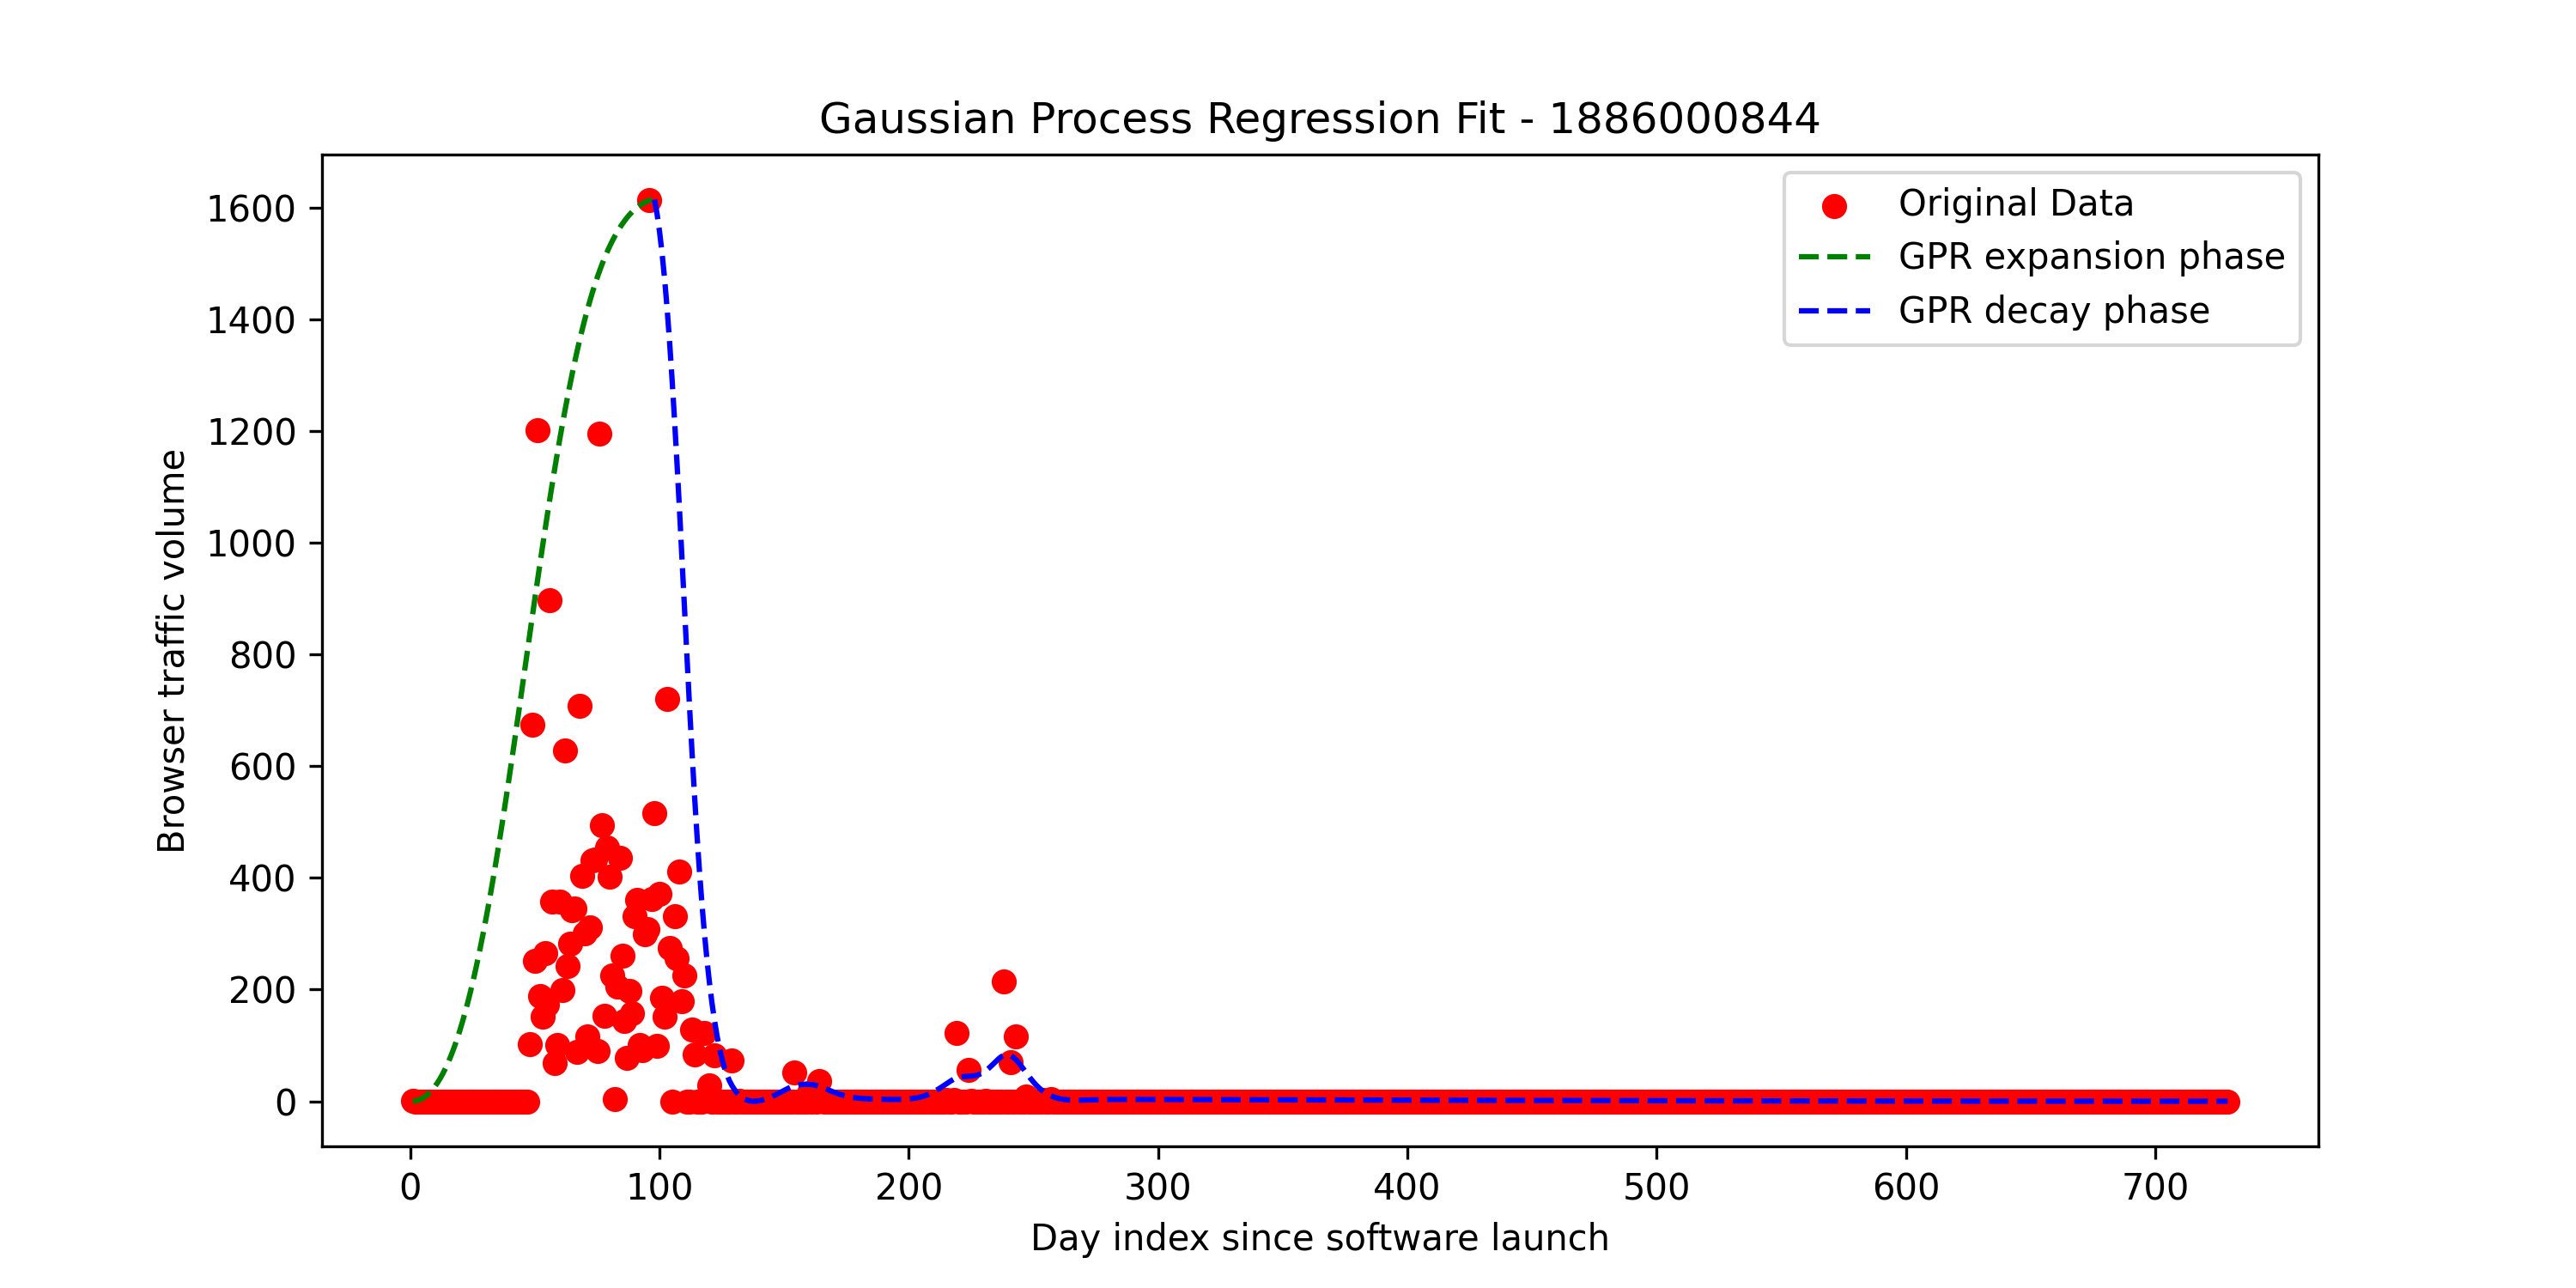 Gaussian Process Regression Fit - 1886000844
Original Data
GPR expansion phase
GPR decay phase
Browser traffic volume
1600
1400
1200
1000
800
600
400
200
0
0 100 200 300 400 500 600 700
Day index since software launch